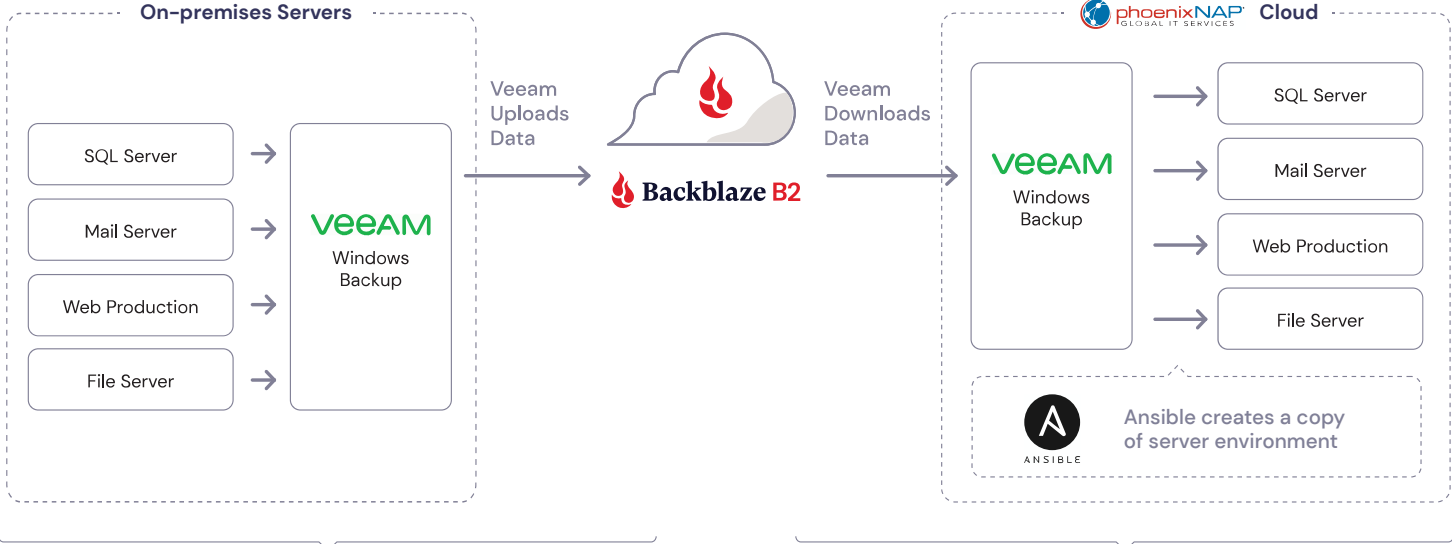 On-premises Servers
SQL Server
Mail Server
Web Production
File Server
veeam
Windows
Backup
Veeam
Uploads
Data
Backblaze B2
Veeam
Downloads
Data
phoenixNAP
GLOBAL IT SERVICES
Cloud
veeam
Windows
Backup
SQL Server
Mail Server
Web Production
File Server
ANSIBLE
Ansible creates a copy
of server environment